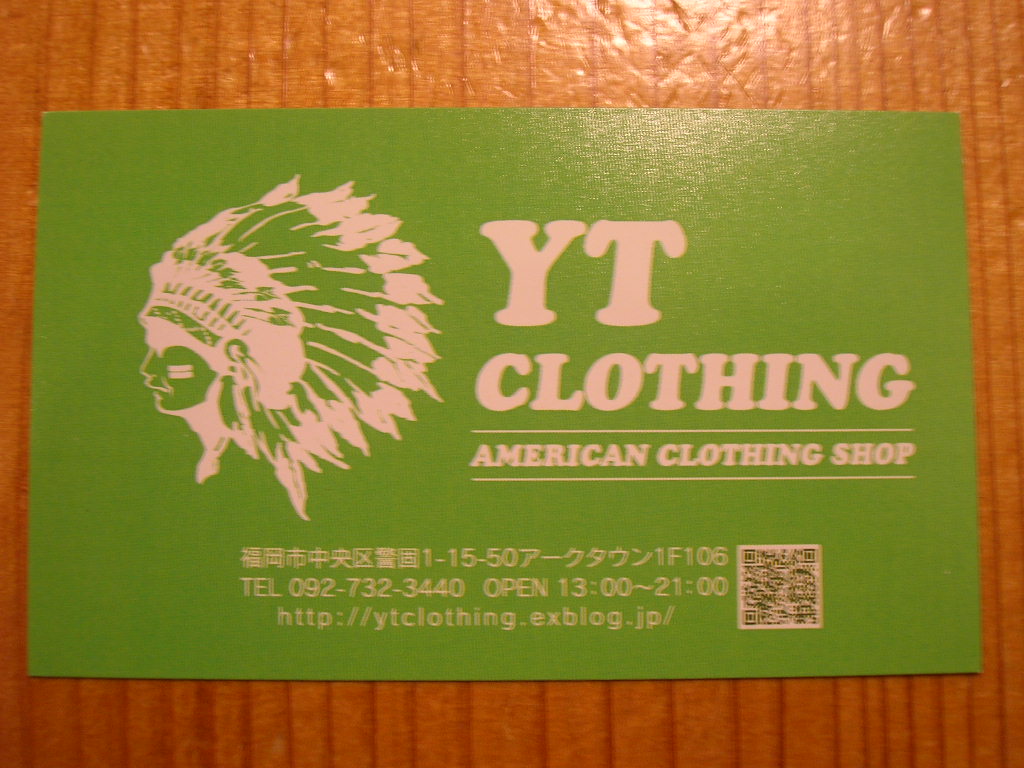 YT
CLOTHING
AMERICAN CLOTHING SHOP
福岡市中央区警固1-15-50アークタウン1F106
TEL 092-732-3440 OPEN 13:00〜21:00
http://ytclothing.exblog.jp/